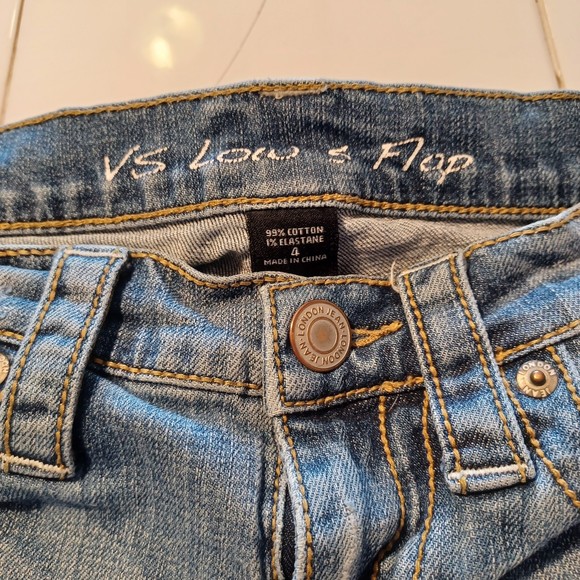 VS Low s Flap
99% COTTON
1% ELASTANE
4
MADE IN CHINA
LONDON JEAN · LONDON JEAN ·